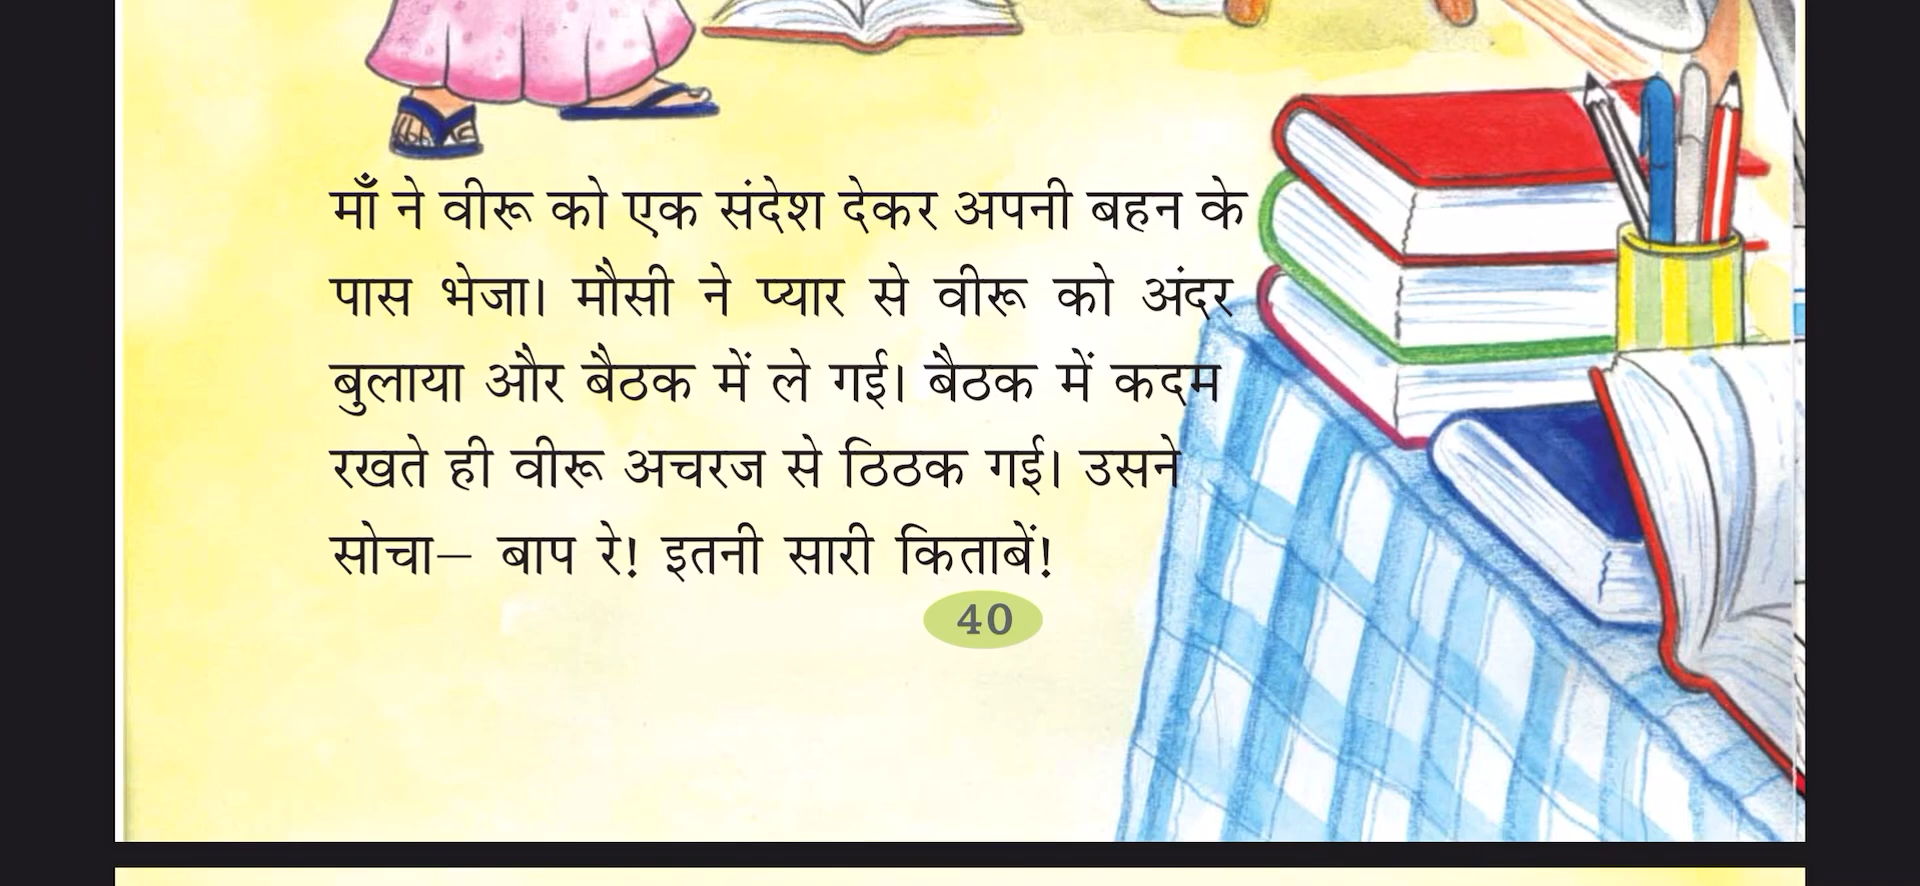 माँ ने वीरू को एक संदेश देकर अपनी बहन के
पास भेजा। मौसी ने प्यार से वीरू को अंदर
बुलाया और बैठक में ले गई। बैठक में कदम
रखते ही वीरू अचरज से ठिठक गई। उसने
सोचा– बाप रे! इतनी सारी किताबें!
40